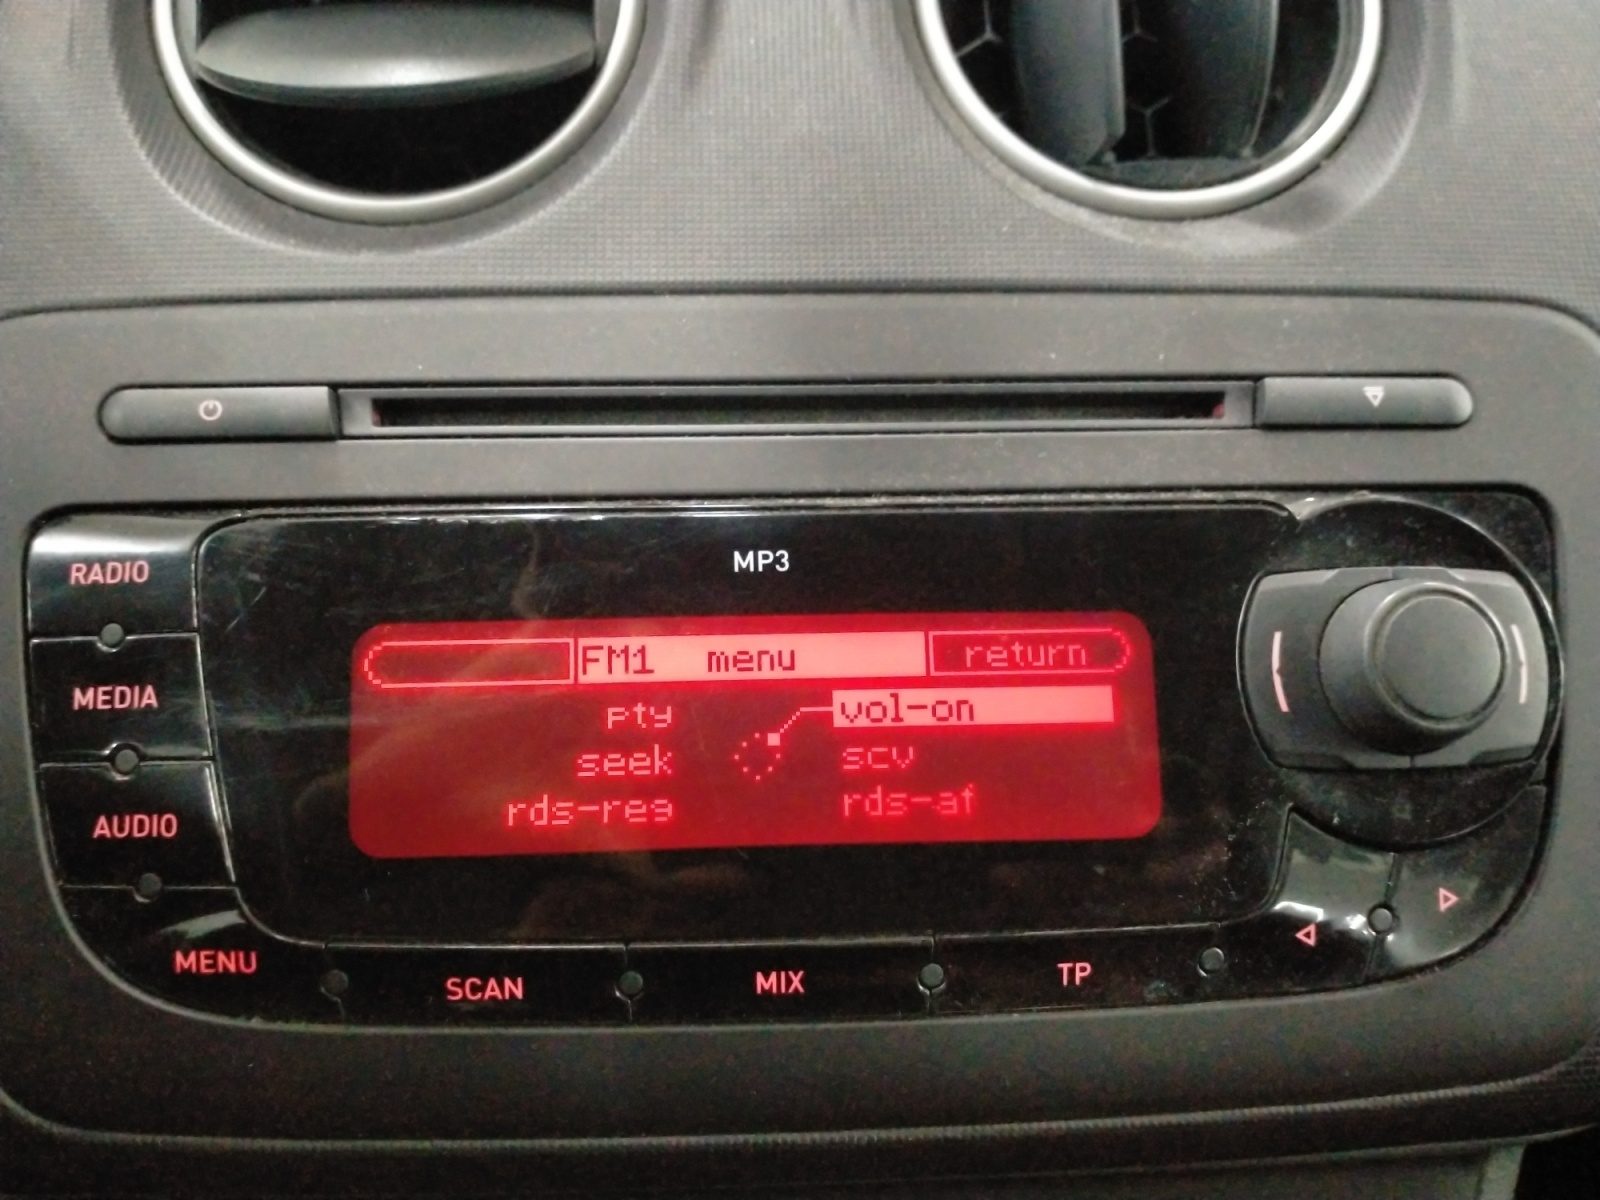 MP3
RADIO
MEDIA
AUDIO
MENU
FM1 menu return
pty vol-on
seek scv
rds-reg rds-af
SCAN MIX TP